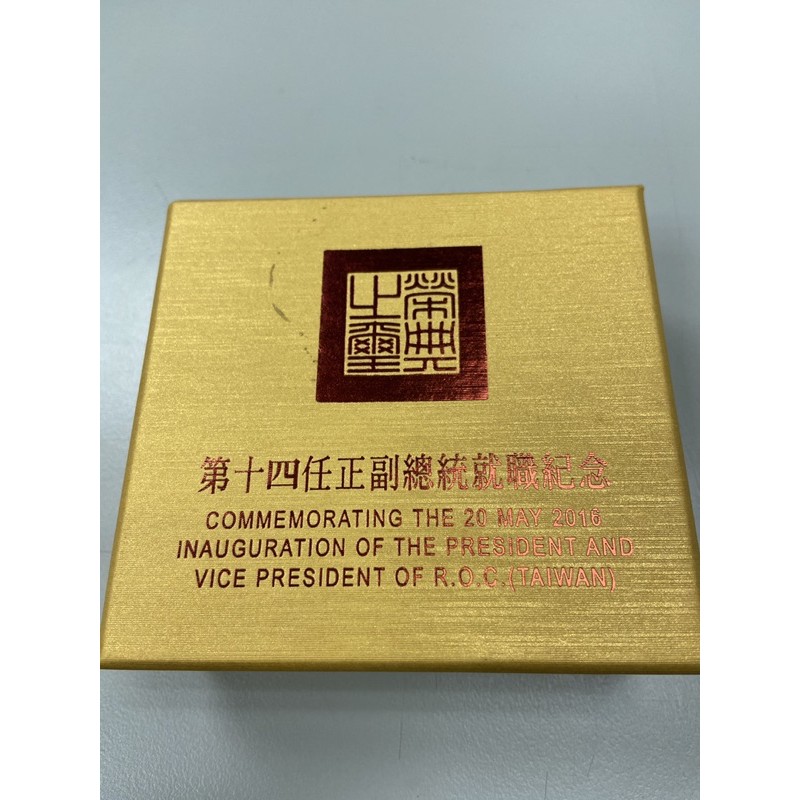 榮典之璽
第十四任正副總統就職紀念
COMMEMORATING THE 20 MAY 2016
INAUGURATION OF THE PRESIDENT AND
VICE PRESIDENT OF R.O.C.(TAIWAN)